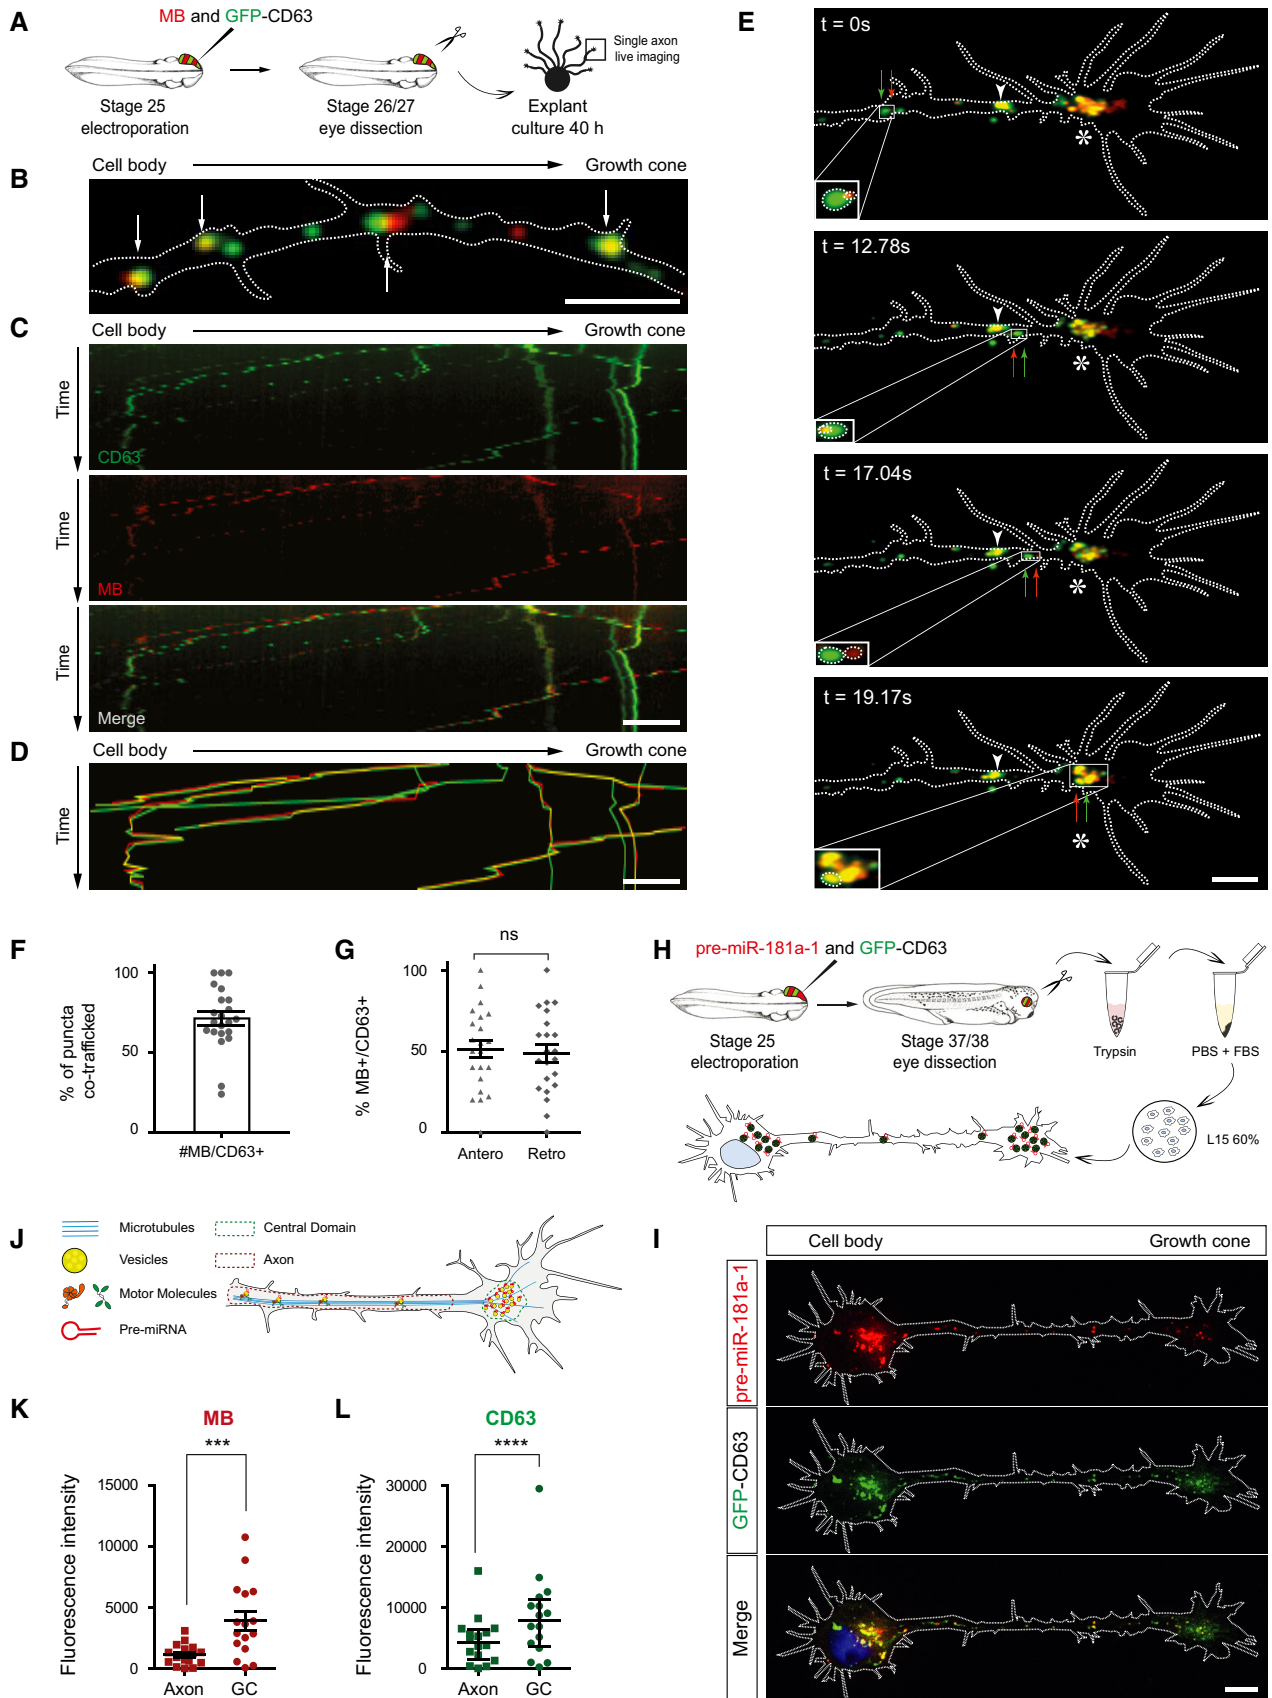 A
MB and GFP-CD63
Single axon
live imaging
Stage 25
electroporation
Stage 26/27
eye dissection
Explant
culture 40 h
B
Cell body
Growth cone
C
Cell body
Growth cone
Time
CD63
Time
MB
Time
Merge
D
Cell body
Growth cone
Time
E
t = 0s
*
t = 12.78s
*
t = 17.04s
*
t = 19.17s
*
F
% of puncta
co-trafficked
100
50
0
#MB/CD63+
G
ns
% MB+/CD63+
100
50
0
Antero
Retro
H
pre-miR-181a-1 and GFP-CD63
Stage 25
electroporation
Stage 37/38
eye dissection
Trypsin
PBS + FBS
L15 60%
J
Microtubules
Central Domain
Vesicles
Axon
Motor Molecules
Pre-miRNA
I
Cell body
Growth cone
pre-miR-181a-1
GFP-CD63
Merge
K
MB
***
Fluorescence intensity
15000
10000
5000
0
Axon
GC
L
CD63
****
Fluorescence intensity
30000
20000
10000
0
Axon
GC